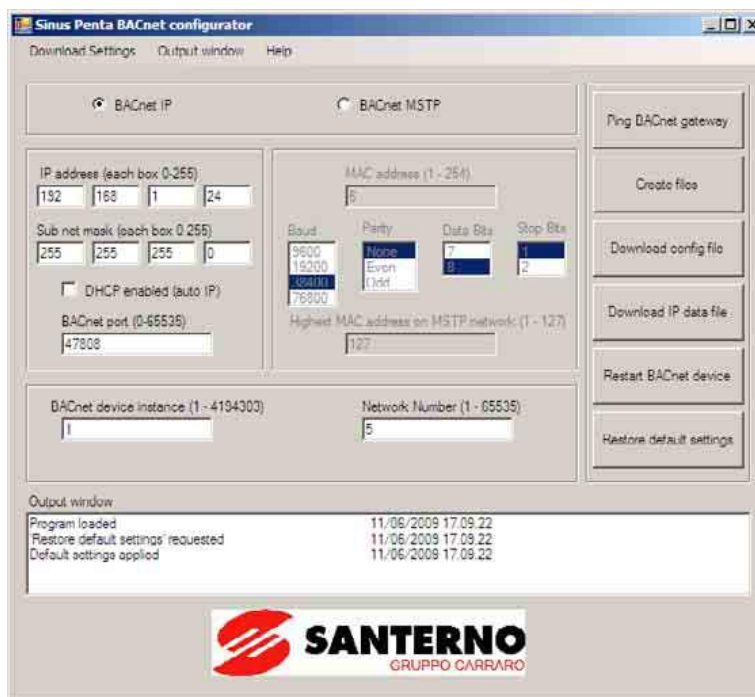 Sinus Penta BACnet configurator
Download Settings Output window Help
BACnet IP
BACnet MSTP
IP address (each box 0-255)
192 168 1 24
Sub net mask (each box 0 255)
255 255 255 0
DHCP enabled (auto IP)
BACnet port (0-65535)
47808
MAC address (1 - 254)
6
Baud Parity Data Bits Stop Bits
9600 None 7 1
19200 Even 8 2
38400 Odd
76800
Highest MAC address on MSTP network (1 - 127)
127
BACnet device instance (1 - 4194303)
1
Network Number (1 - 65535)
5
Ping BACnet gateway
Create files
Download config file
Download IP data file
Restart BACnet device
Restore default settings
Output window
Program loaded 11/06/2009 17.09.22
'Restore default settings' requested 11/06/2009 17.09.22
Default settings applied 11/06/2009 17.09.22
SANTERNO
GRUPPO CARRARO